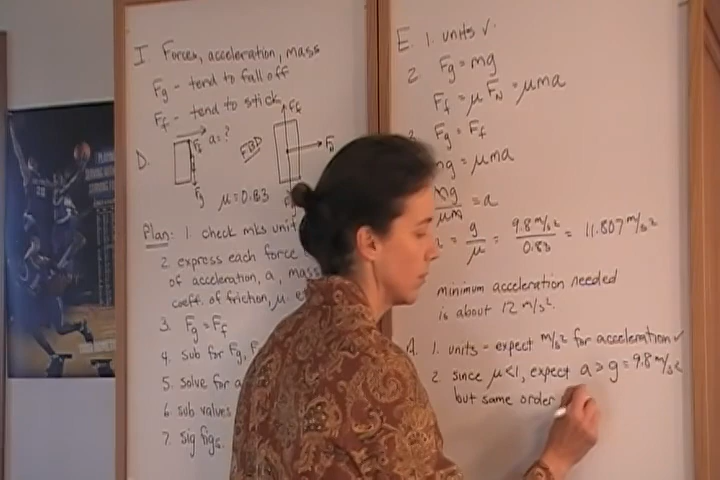 I. Forces, acceleration, mass
Fg - tend to fall off
Ff - tend to stick
D.
a=?
Ff
Fg
μ=0.83
FBD
Ff
Plan: 1. check mks
2. express each force
of acceleration, a, mass
coeff. of friction, μ
3. Fg = Ff
4. sub for Fg,
5. solve for a
6. sub values
7. sig figs.
E. 1. units ✓
2. Fg = mg
Ff = μFN = μma
Fg = Ff
mg = μma
mg/μm = a
= g/μ = 9.8 m/s²/0.83 = 11.807 m/s²
minimum acceleration needed
is about 12 m/s².
A. 1. units - expect m/s² for acceleration ✓
2. since μ<1, expect a > g = 9.8 m/s²
but same order